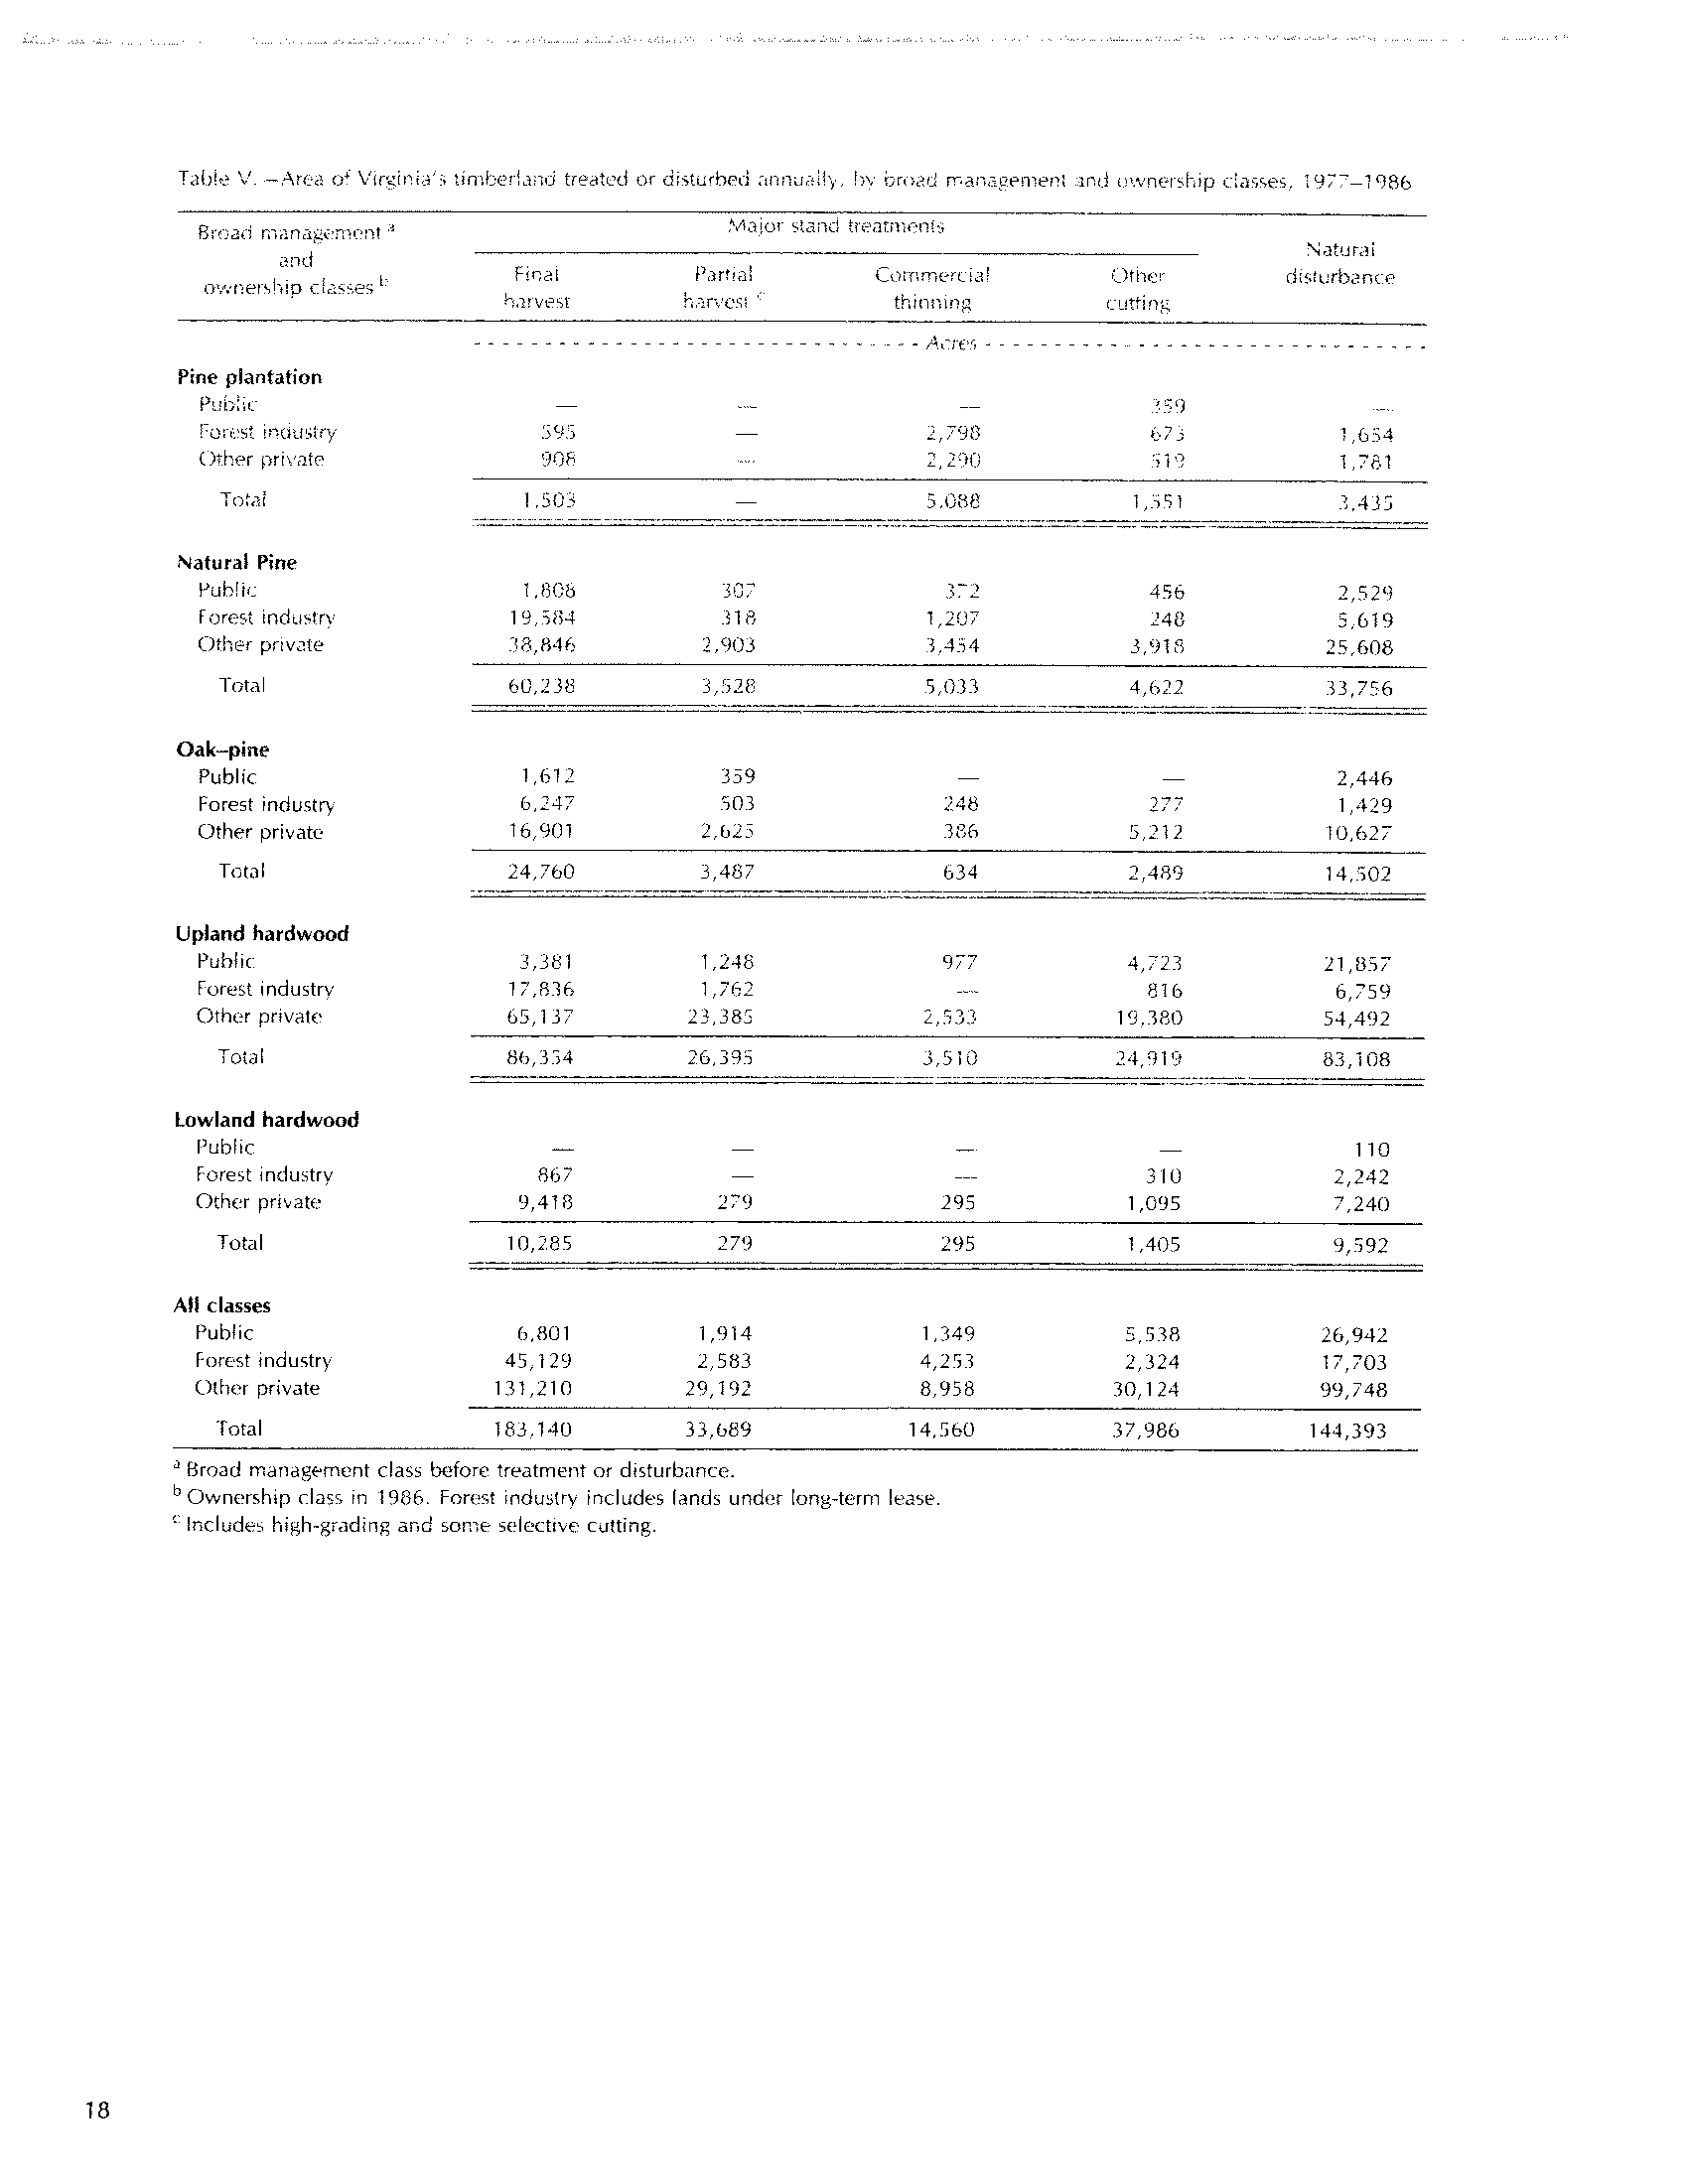 Table V. —Area of Virginia's timberland treated or disturbed annually, by broad management and ownership classes, 1977–1986
Broad management a and ownership classes b
Major stand treatments
Natural disturbance
Final harvest Partial harvest c Commercial thinning Other cutting
Acres
Pine plantation
Public — — — 359 —
Forest industry 595 — 2,798 673 1,654
Other private 908 — 2,290 519 1,781
Total 1,503 — 5,088 1,551 3,435
Natural Pine
Public 1,808 307 372 456 2,529
Forest industry 19,584 318 1,207 248 5,619
Other private 38,846 2,903 3,454 3,918 25,608
Total 60,238 3,528 5,033 4,622 33,756
Oak–pine
Public 1,612 359 — — 2,446
Forest industry 6,247 503 248 277 1,429
Other private 16,901 2,625 386 5,212 10,627
Total 24,760 3,487 634 2,489 14,502
Upland hardwood
Public 3,381 1,248 977 4,723 21,857
Forest industry 17,836 1,762 — 816 6,759
Other private 65,137 23,385 2,533 19,380 54,492
Total 86,354 26,395 3,510 24,919 83,108
Lowland hardwood
Public — — — — 110
Forest industry 867 — — 310 2,242
Other private 9,418 279 295 1,095 7,240
Total 10,285 279 295 1,405 9,592
All classes
Public 6,801 1,914 1,349 5,538 26,942
Forest industry 45,129 2,583 4,253 2,324 17,703
Other private 131,210 29,192 8,958 30,124 99,748
Total 183,140 33,689 14,560 37,986 144,393
a Broad management class before treatment or disturbance.
b Ownership class in 1986. Forest industry includes lands under long-term lease.
c Includes high-grading and some selective cutting.
18